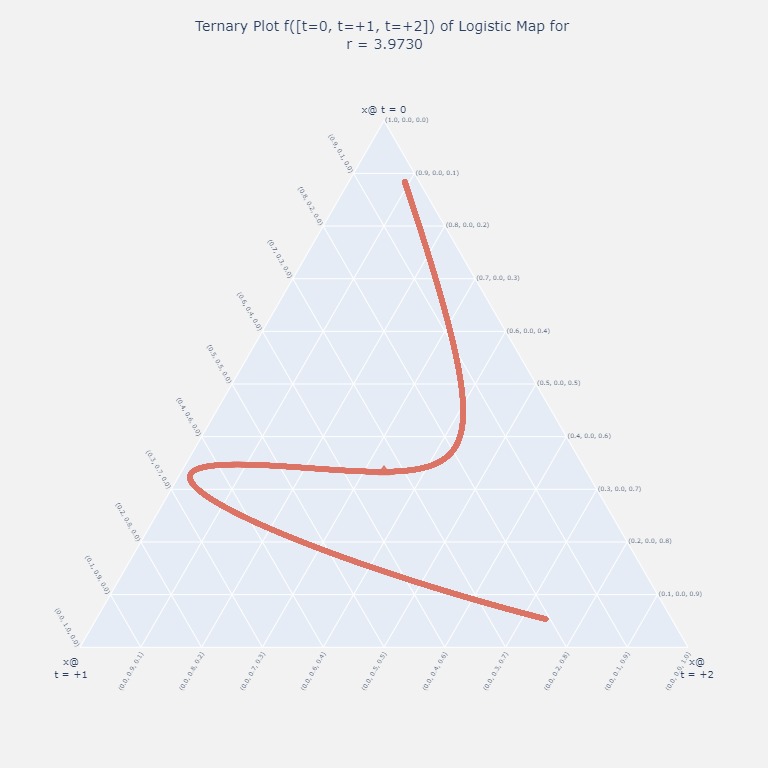 Ternary Plot f([t=0, t=+1, t=+2]) of Logistic Map for
r = 3.9730
x@ t = 0
(1.0, 0.0, 0.0)
(0.9, 0.1, 0.0)
(0.9, 0.0, 0.1)
(0.8, 0.2, 0.0)
(0.8, 0.0, 0.2)
(0.7, 0.3, 0.0)
(0.7, 0.0, 0.3)
(0.6, 0.4, 0.0)
(0.6, 0.0, 0.4)
(0.5, 0.5, 0.0)
(0.5, 0.0, 0.5)
(0.4, 0.6, 0.0)
(0.4, 0.0, 0.6)
(0.3, 0.7, 0.0)
(0.3, 0.0, 0.7)
(0.2, 0.8, 0.0)
(0.2, 0.0, 0.8)
(0.1, 0.9, 0.0)
(0.1, 0.0, 0.9)
(0.0, 1.0, 0.0)
x@
t = +1
(0.0, 0.9, 0.1)
(0.0, 0.8, 0.2)
(0.0, 0.7, 0.3)
(0.0, 0.6, 0.4)
(0.0, 0.5, 0.5)
(0.0, 0.4, 0.6)
(0.0, 0.3, 0.7)
(0.0, 0.2, 0.8)
(0.0, 0.1, 0.9)
(0.0, 0.0, 1.0)
x@
t = +2